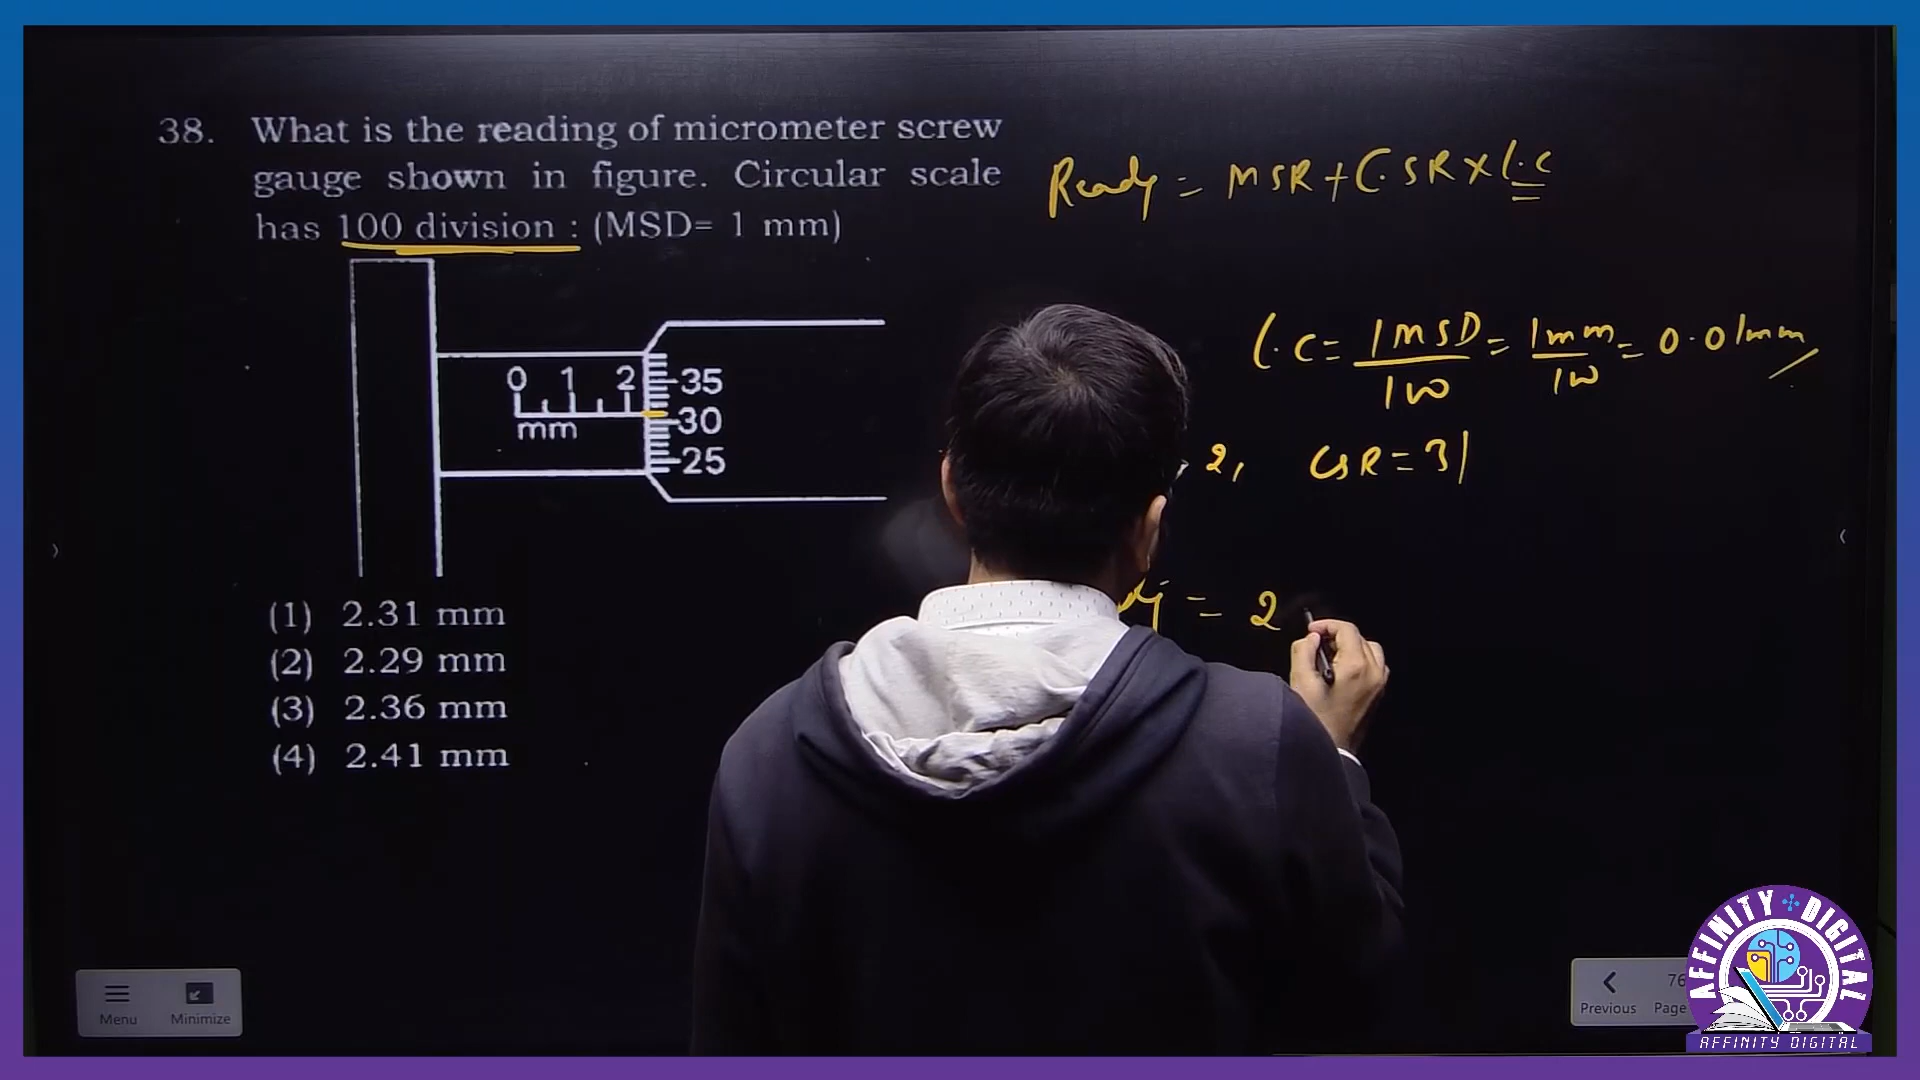 38. What is the reading of micrometer screw
gauge shown in figure. Circular scale
has 100 division : (MSD= 1 mm)
0 1 2
mm
35
30
25
(1) 2.31 mm
(2) 2.29 mm
(3) 2.36 mm
(4) 2.41 mm
= MSR + C.SR × L.C
L.C = 1MSD/100 = 1mm/100 = 0.01mm
2, CSR = 31
= 2
Menu
Minimize
Previous
76
Page
AFFINITY DIGITAL
AFFINITY DIGITAL